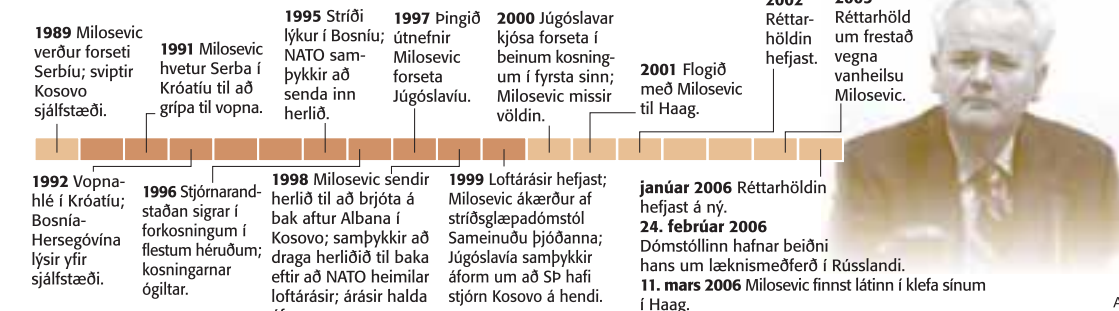 1989 Milosevic
verður forseti
Serbíu; sviptir
Kosovo
sjálfstæði.
1991 Milosevic
hvetur Serba í
Króatíu til að
grípa til vopna.
1995 Stríði
lýkur í Bosníu;
NATO sam-
þykkir að
senda inn
herlið.
1997 Þingið
útnefnir
Milosevic
forseta
Júgóslavíu.
2000 Júgóslavar
kjósa forseta í
beinum kosning-
um í fyrsta sinn;
Milosevic missir
völdin.
2001 Flogið
með Milosevic
til Haag.
2002
Réttar-
höldin
hefjast.
Réttarhöld
um frestað
vegna
vanheilsu
Milosevic.
1992 Vopna-
hlé í Króatíu;
Bosnía-
Hersegóvína
lýsir yfir
sjálfstæði.
1996 Stjórnarand-
staðan sigrar í
forkosningum í
flestum héruðum;
kosningarnar
ógiltar.
1998 Milosevic sendir
herlið til að brjóta á
bak aftur Albana í
Kosovo; samþykkir að
draga herliðið til baka
eftir að NATO heimilar
loftárásir; árásir halda
1999 Loftárásir hefjast;
Milosevic ákærður af
stríðsglæpadómstól
Sameinuðu þjóðanna;
Júgóslavía samþykkir
áform um að SÞ hafi
stjórn Kosovo á hendi.
janúar 2006 Réttarhöldin
hefjast á ný.
24. febrúar 2006
Dómstóllinn hafnar beiðni
hans um læknismeðferð í Rússlandi.
11. mars 2006 Milosevic finnst látinn í klefa sínum
í Haag.